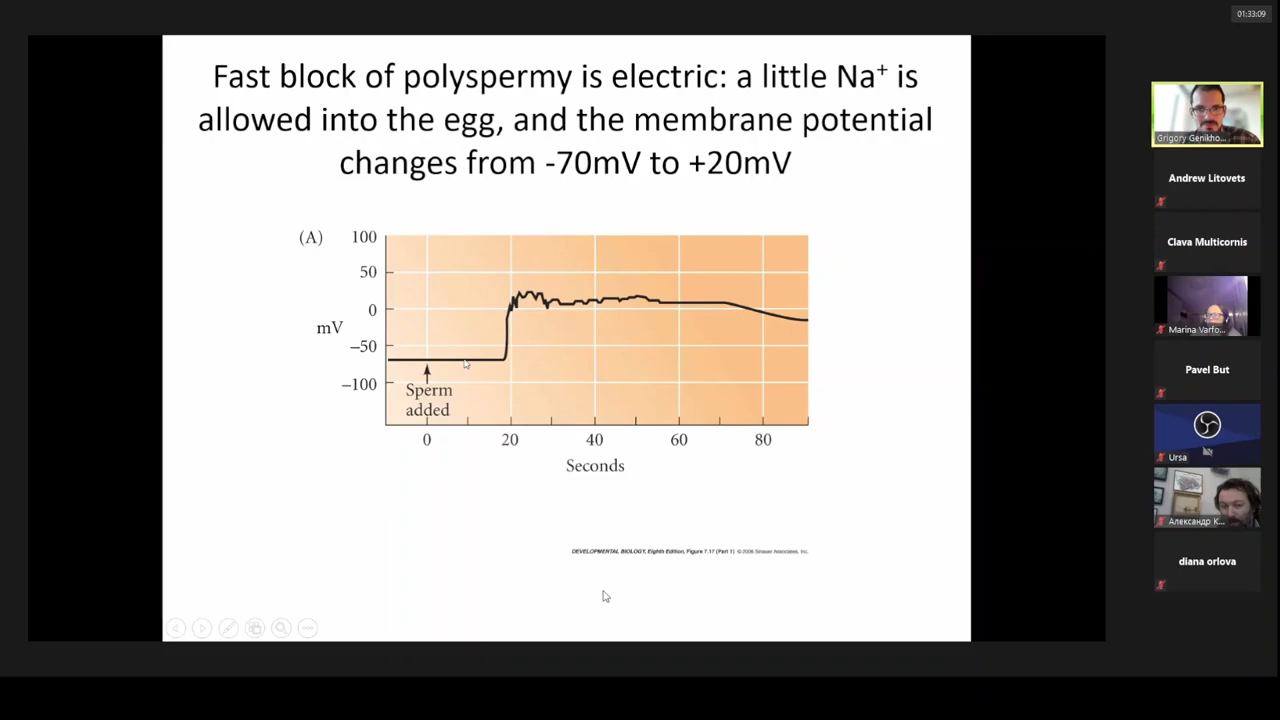 01:33:09
Fast block of polyspermy is electric: a little Na⁺ is
allowed into the egg, and the membrane potential
changes from -70mV to +20mV
(A)
100
50
0
mV
−50
−100
Sperm
added
0 20 40 60 80
Seconds
DEVELOPMENTAL BIOLOGY, Eighth Edition, Figure 7.17 (Part 1) © 2006 Sinauer Associates, Inc.
Grigory Genikho...
Andrew Litovets
Clava Multicornis
Marina Varfo...
Pavel But
Ursa
Александр К...
diana orlova